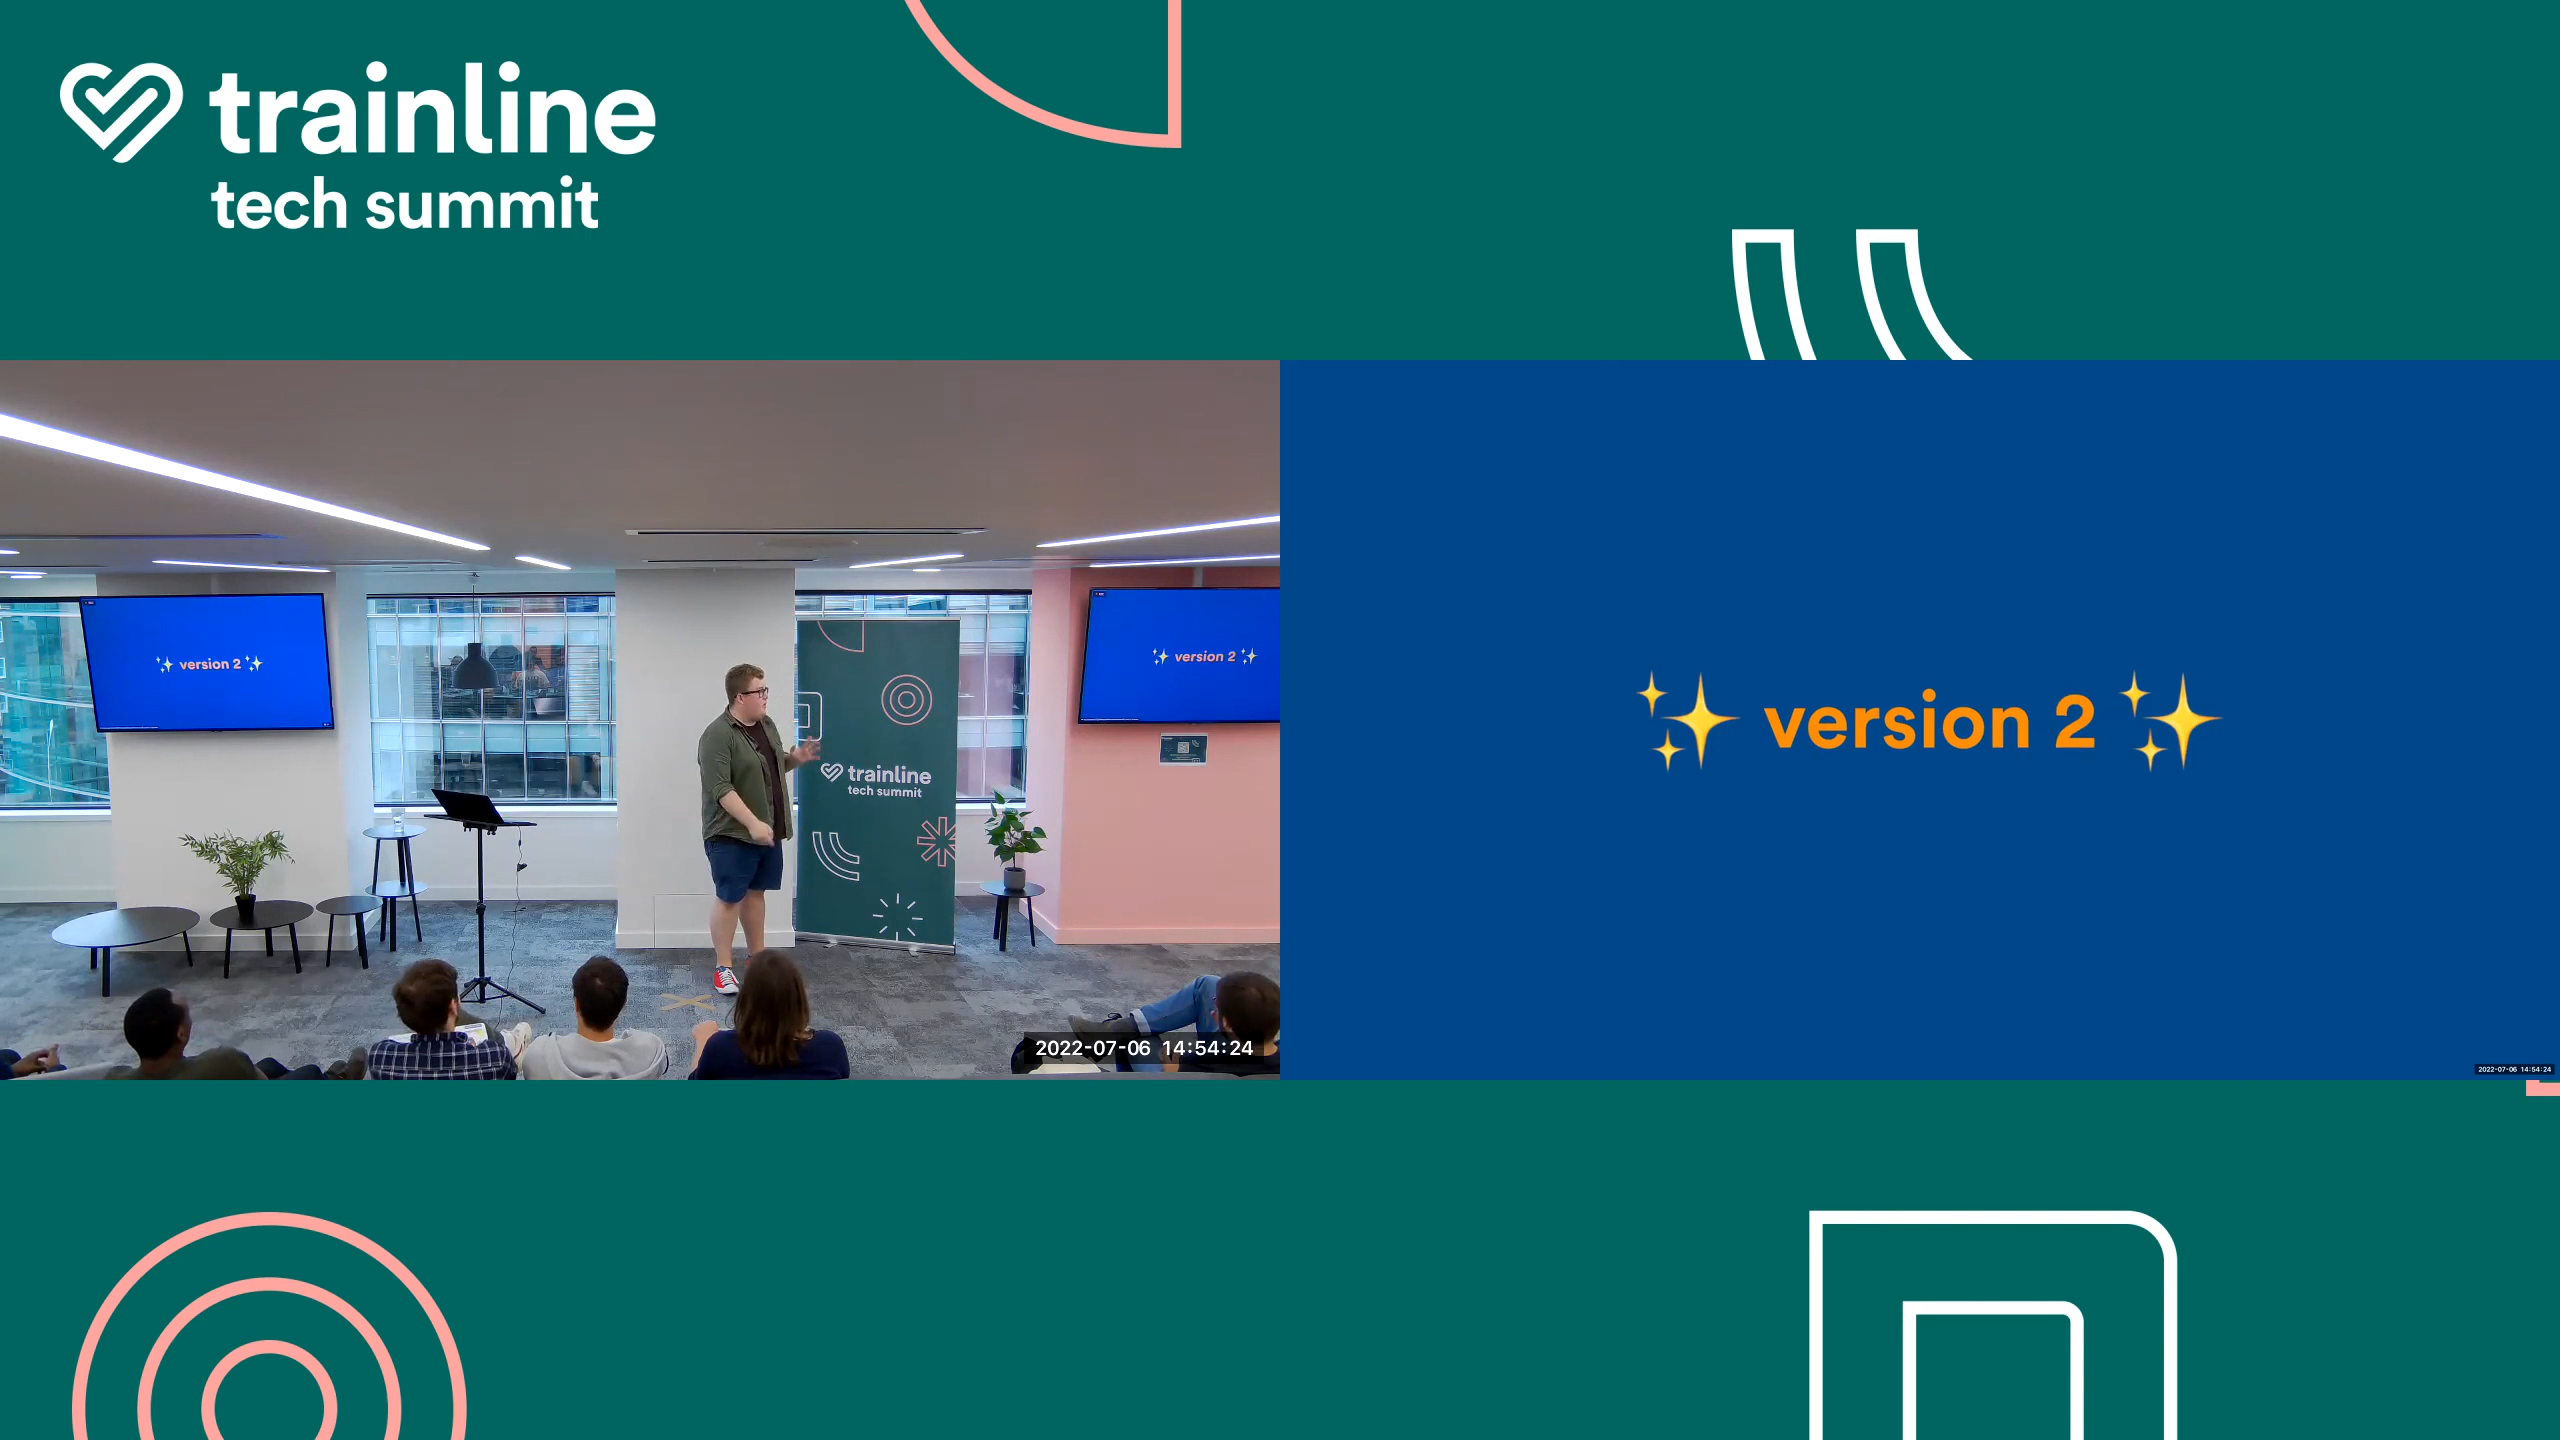 trainline
tech summit
version 2
version 2
trainline
tech summit
2022-07-06 14:54:24
✨ version 2 ✨
2022-07-06 14:54:24